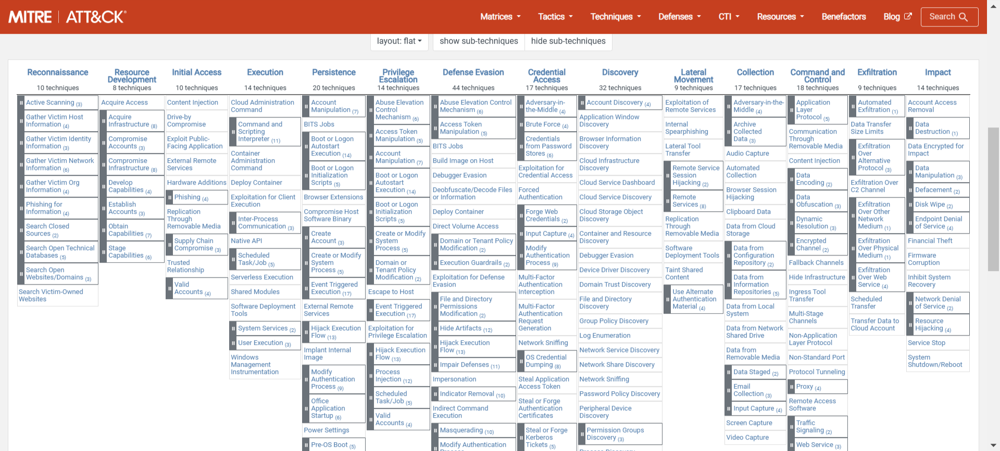 MITRE | ATT&CK®
Matrices
Tactics
Techniques
Defenses
CTI
Resources
Benefactors
Blog
Search
layout: flat
show sub-techniques
hide sub-techniques
Reconnaissance
10 techniques
Active Scanning (3)
Gather Victim Host
Information (4)
Gather Victim Identity
Information (3)
Gather Victim Network
Information (6)
Gather Victim Org
Information (4)
Phishing for
Information (4)
Search Closed
Sources (2)
Search Open Technical
Databases (5)
Search Open
Websites/Domains (3)
Search Victim-Owned
Websites
Resource
Development
8 techniques
Acquire Access
Acquire
Infrastructure (8)
Compromise
Accounts (3)
Compromise
Infrastructure (8)
Develop
Capabilities (4)
Establish
Accounts (3)
Obtain
Capabilities (7)
Stage
Capabilities (6)
Initial Access
10 techniques
Content Injection
Drive-by
Compromise
Exploit Public-
Facing Application
External Remote
Services
Hardware Additions
Phishing (4)
Replication
Through
Removable Media
Supply Chain
Compromise (3)
Trusted
Relationship
Valid
Accounts (4)
Execution
14 techniques
Cloud Administration
Command
Command and
Scripting
Interpreter (11)
Container
Administration
Command
Deploy Container
Exploitation for Client
Execution
Inter-Process
Communication (3)
Native API
Scheduled
Task/Job (5)
Serverless Execution
Shared Modules
Software Deployment
Tools
System Services (2)
User Execution (3)
Windows
Management
Instrumentation
Persistence
20 techniques
Account
Manipulation (7)
BITS Jobs
Boot or Logon
Autostart
Execution (14)
Boot or Logon
Initialization
Scripts (5)
Browser Extensions
Compromise Host
Software Binary
Create
Account (3)
Create or Modify
System
Process (5)
Event Triggered
Execution (17)
External Remote
Services
Hijack Execution
Flow (13)
Implant Internal
Image
Modify
Authentication
Process (9)
Office
Application
Startup (6)
Power Settings
Pre-OS Boot (5)
Privilege
Escalation
14 techniques
Abuse Elevation
Control
Mechanism (6)
Access Token
Manipulation (5)
Account
Manipulation (7)
Boot or Logon
Autostart
Execution (14)
Boot or Logon
Initialization
Scripts (5)
Create or Modify
System
Process (5)
Domain or
Tenant Policy
Modification (2)
Escape to Host
Event Triggered
Execution (17)
Exploitation for
Privilege Escalation
Hijack Execution
Flow (13)
Process
Injection (12)
Scheduled
Task/Job (5)
Valid
Accounts (4)
Defense Evasion
44 techniques
Abuse Elevation Control
Mechanism (6)
Access Token
Manipulation (5)
BITS Jobs
Build Image on Host
Debugger Evasion
Deobfuscate/Decode Files
or Information
Deploy Container
Direct Volume Access
Domain or Tenant Policy
Modification (2)
Execution Guardrails (2)
Exploitation for Defense
Evasion
File and Directory
Permissions
Modification (2)
Hide Artifacts (12)
Hijack Execution
Flow (13)
Impair Defenses (11)
Impersonation
Indicator Removal (10)
Indirect Command
Execution
Masquerading (10)
Modify Authentication
Credential
Access
17 techniques
Adversary-in-
the-Middle (4)
Brute Force (4)
Credentials
from Password
Stores (6)
Exploitation for
Credential Access
Forced
Authentication
Forge Web
Credentials (2)
Input Capture (4)
Modify
Authentication
Process (9)
Multi-Factor
Authentication
Interception
Multi-Factor
Authentication
Request
Generation
Network Sniffing
OS Credential
Dumping (8)
Steal Application
Access Token
Steal or Forge
Authentication
Certificates
Steal or Forge
Kerberos
Tickets (5)
Discovery
32 techniques
Account Discovery (4)
Application Window
Discovery
Browser Information
Discovery
Cloud Infrastructure
Discovery
Cloud Service Dashboard
Cloud Service Discovery
Cloud Storage Object
Discovery
Container and Resource
Discovery
Debugger Evasion
Device Driver Discovery
Domain Trust Discovery
File and Directory
Discovery
Group Policy Discovery
Log Enumeration
Network Service Discovery
Network Share Discovery
Network Sniffing
Password Policy Discovery
Peripheral Device
Discovery
Permission Groups
Discovery (3)
Lateral
Movement
9 techniques
Exploitation of
Remote Services
Internal
Spearphishing
Lateral Tool
Transfer
Remote Service
Session
Hijacking (2)
Remote
Services (8)
Replication
Through
Removable Media
Software
Deployment Tools
Taint Shared
Content
Use Alternate
Authentication
Material (4)
Collection
17 techniques
Adversary-in-the-
Middle (4)
Archive
Collected
Data (3)
Audio Capture
Automated
Collection
Browser Session
Hijacking
Clipboard Data
Data from Cloud
Storage
Data from
Configuration
Repository (2)
Data from
Information
Repositories (5)
Data from Local
System
Data from Network
Shared Drive
Data from
Removable Media
Data Staged (2)
Email
Collection (3)
Input Capture (4)
Screen Capture
Video Capture
Command and
Control
18 techniques
Application
Layer
Protocol (5)
Communication
Through
Removable Media
Content Injection
Data
Encoding (2)
Data
Obfuscation (3)
Dynamic
Resolution (3)
Encrypted
Channel (2)
Fallback Channels
Hide Infrastructure
Ingress Tool
Transfer
Multi-Stage
Channels
Non-Application
Layer Protocol
Non-Standard Port
Protocol Tunneling
Proxy (4)
Remote Access
Software
Traffic
Signaling (2)
Web Service (3)
Exfiltration
9 techniques
Automated
Exfiltration (1)
Data Transfer
Size Limits
Exfiltration
Over
Alternative
Protocol (3)
Exfiltration Over
C2 Channel
Exfiltration
Over Other
Network
Medium (1)
Exfiltration
Over Physical
Medium (1)
Exfiltration
Over Web
Service (4)
Scheduled
Transfer
Transfer Data to
Cloud Account
Impact
14 techniques
Account Access
Removal
Data
Destruction (1)
Data Encrypted for
Impact
Data
Manipulation (3)
Defacement (2)
Disk Wipe (2)
Endpoint Denial
of Service (4)
Financial Theft
Firmware
Corruption
Inhibit System
Recovery
Network Denial
of Service (2)
Resource
Hijacking (4)
Service Stop
System
Shutdown/Reboot